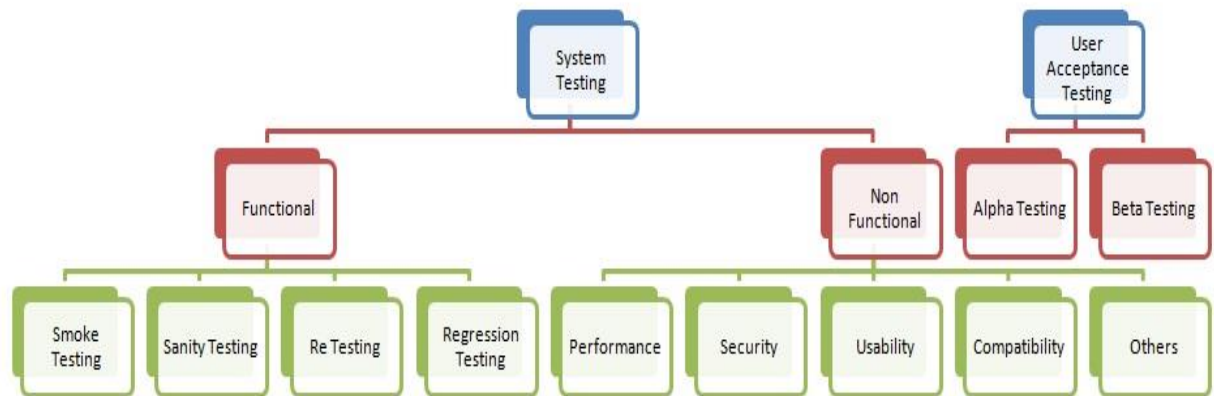 System
Testing
User
Acceptance
Testing
Functional
Non
Functional
Alpha Testing
Beta Testing
Smoke
Testing
Sanity Testing
Re Testing
Regression
Testing
Performance
Security
Usability
Compatibility
Others